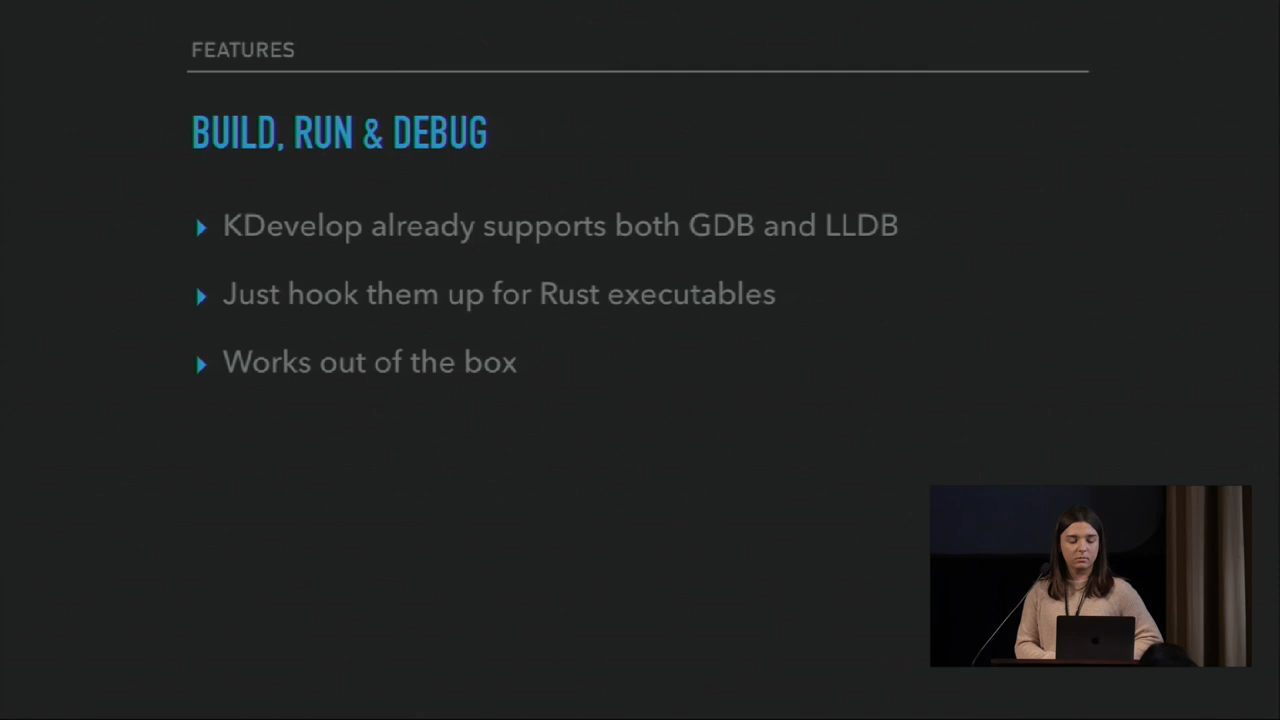 FEATURES
BUILD, RUN & DEBUG
KDevelop already supports both GDB and LLDB
Just hook them up for Rust executables
Works out of the box